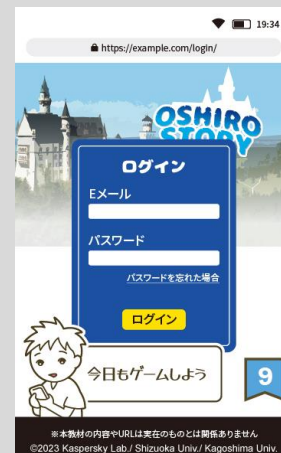 19:34
https://example.com/login/
OSHIRO
STORY
ログイン
Eメール
パスワード
パスワードを忘れた場合
ログイン
今日もゲームしよう
9
※本教材の内容やURLは実在のものとは関係ありません
©2023 Kaspersky Lab./ Shizuoka Univ./ Kagoshima Univ.